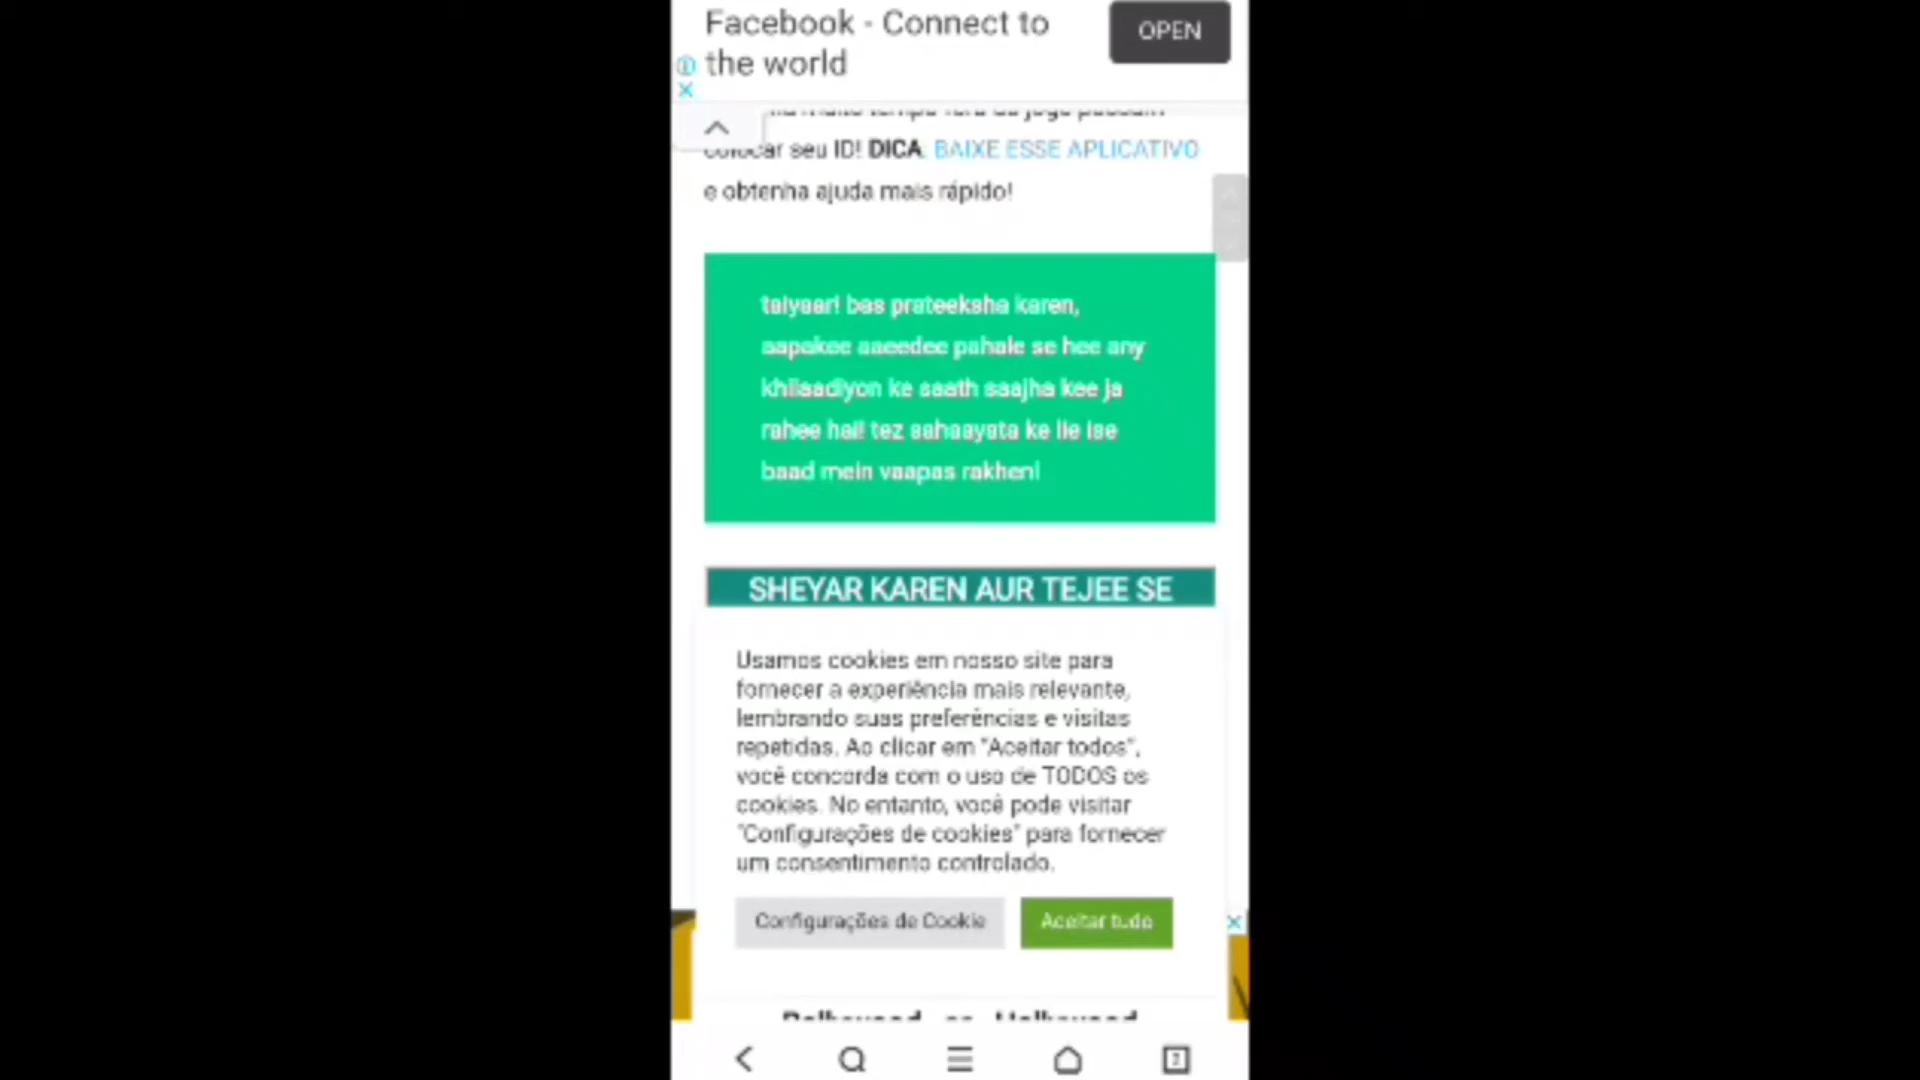 Facebook - Connect to
the world
OPEN
colocar seu ID! DICA: BAIXE ESSE APLICATIVO
e obtenha ajuda mais rápido!
taiyaar! bas prateeksha karen,
aapakee aaeedee pahale se hee any
khilaadiyon ke saath saajha kee ja
rahee hai! tez sahaayata ke lie ise
baad mein vaapas rakhen!
SHEYAR KAREN AUR TEJEE SE
Usamos cookies em nosso site para
fornecer a experiência mais relevante,
lembrando suas preferências e visitas
repetidas. Ao clicar em "Aceitar todos",
você concorda com o uso de TODOS os
cookies. No entanto, você pode visitar
"Configurações de cookies" para fornecer
um consentimento controlado.
Configurações de Cookie
Aceitar tudo